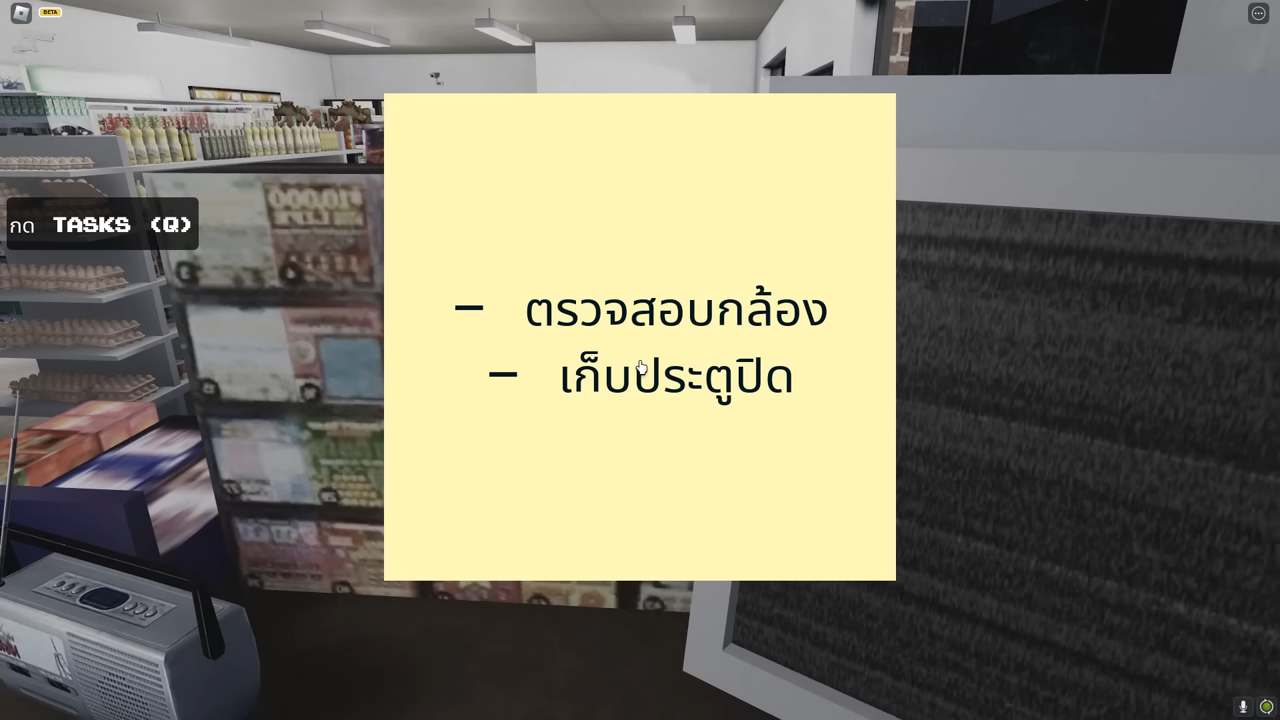 BETA
กด TASKS (Q)
– ตรวจสอบกล้อง
– เก็บประตูปิด